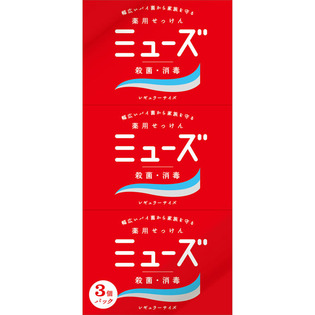 幅広いバイ菌から家族を守る
薬用せっけん
ミューズ
殺菌・消毒
レギュラーサイズ
幅広いバイ菌から家族を守る
薬用せっけん
ミューズ
殺菌・消毒
レギュラーサイズ
幅広いバイ菌から家族を守る
薬用せっけん
ミューズ
殺菌・消毒
レギュラーサイズ
3個
パック